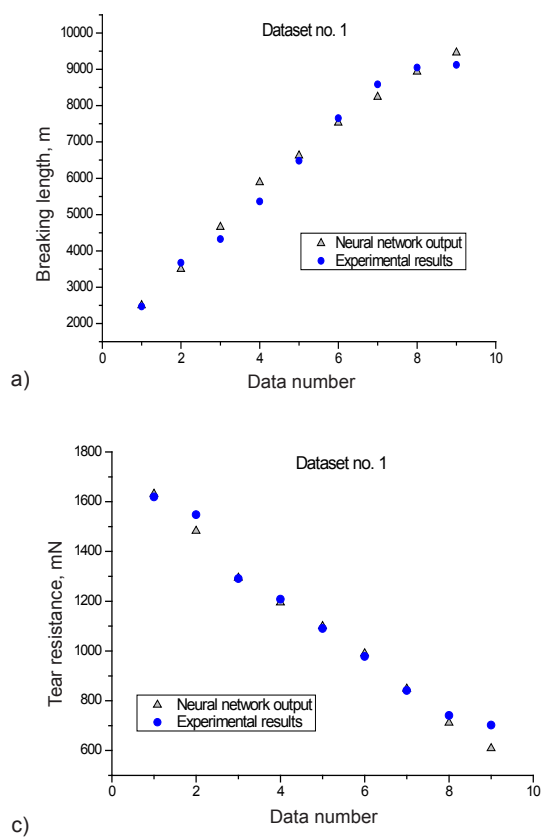 Dataset no. 1
10000
9000
8000
7000
6000
5000
4000
3000
2000
Breaking length, m
Neural network output
Experimental results
0 2 4 6 8 10
Data number
a)
Dataset no. 1
1800
1600
1400
1200
1000
800
600
Tear resistance, mN
Neural network output
Experimental results
0 2 4 6 8 10
Data number
c)